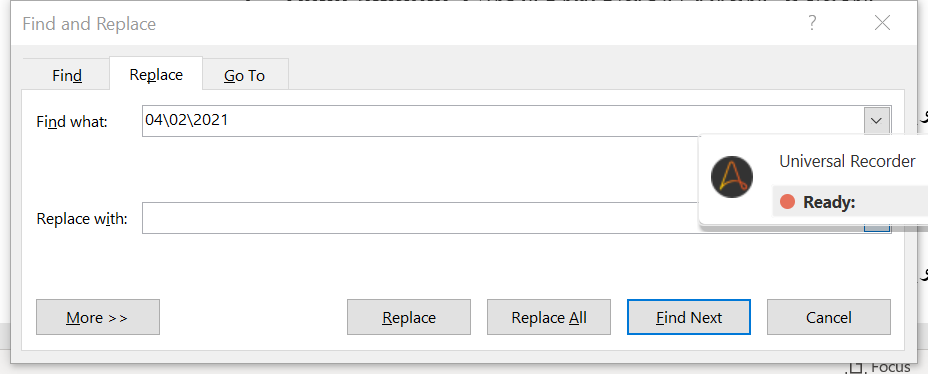 Find and Replace
?
Find
Replace
Go To
Find what:
04\02\2021
Universal Recorder
Ready:
Replace with:
More >>
Replace
Replace All
Find Next
Cancel
Focus